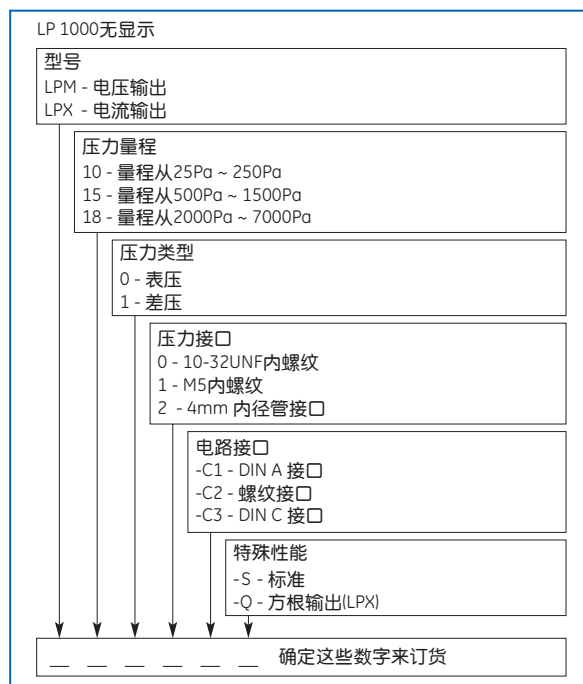 LP 1000无显示
型号
LPM - 电压输出
LPX - 电流输出
压力量程
10 - 量程从25Pa ~ 250Pa
15 - 量程从500Pa ~ 1500Pa
18 - 量程从2000Pa ~ 7000Pa
压力类型
0 - 表压
1 - 差压
压力接口
0 - 10-32UNF内螺纹
1 - M5内螺纹
2 - 4mm 内径管接口
电路接口
-C1 - DIN A 接口
-C2 - 螺纹接口
-C3 - DIN C 接口
特殊性能
-S - 标准
-Q - 方根输出(LPX)
__ __ __ __ __ __ 确定这些数字来订货